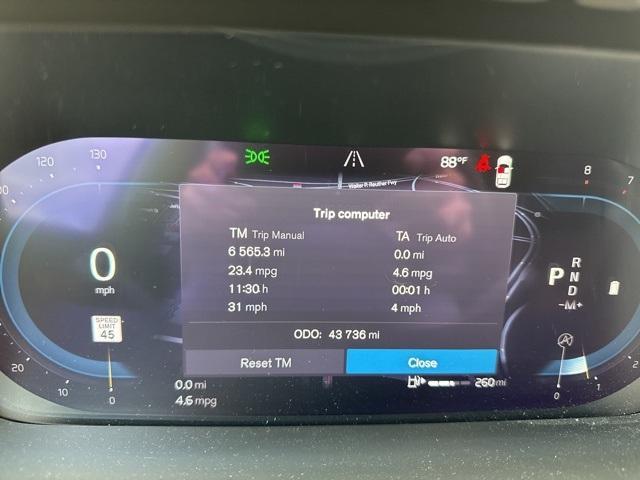 120 130
88°F
8
7
Walter P. Reuther Fwy
Trip computer
TM Trip Manual
6 565.3 mi
23.4 mpg
11:30 h
31 mph
TA Trip Auto
0.0 mi
4.6 mpg
00:01 h
4 mph
ODO: 43 736 mi
Reset TM
Close
0
mph
SPEED
LIMIT
45
P
R
N
D
−M+
A
20
10
0
0.0 mi
4.6 mpg
260 mi
0
1
2